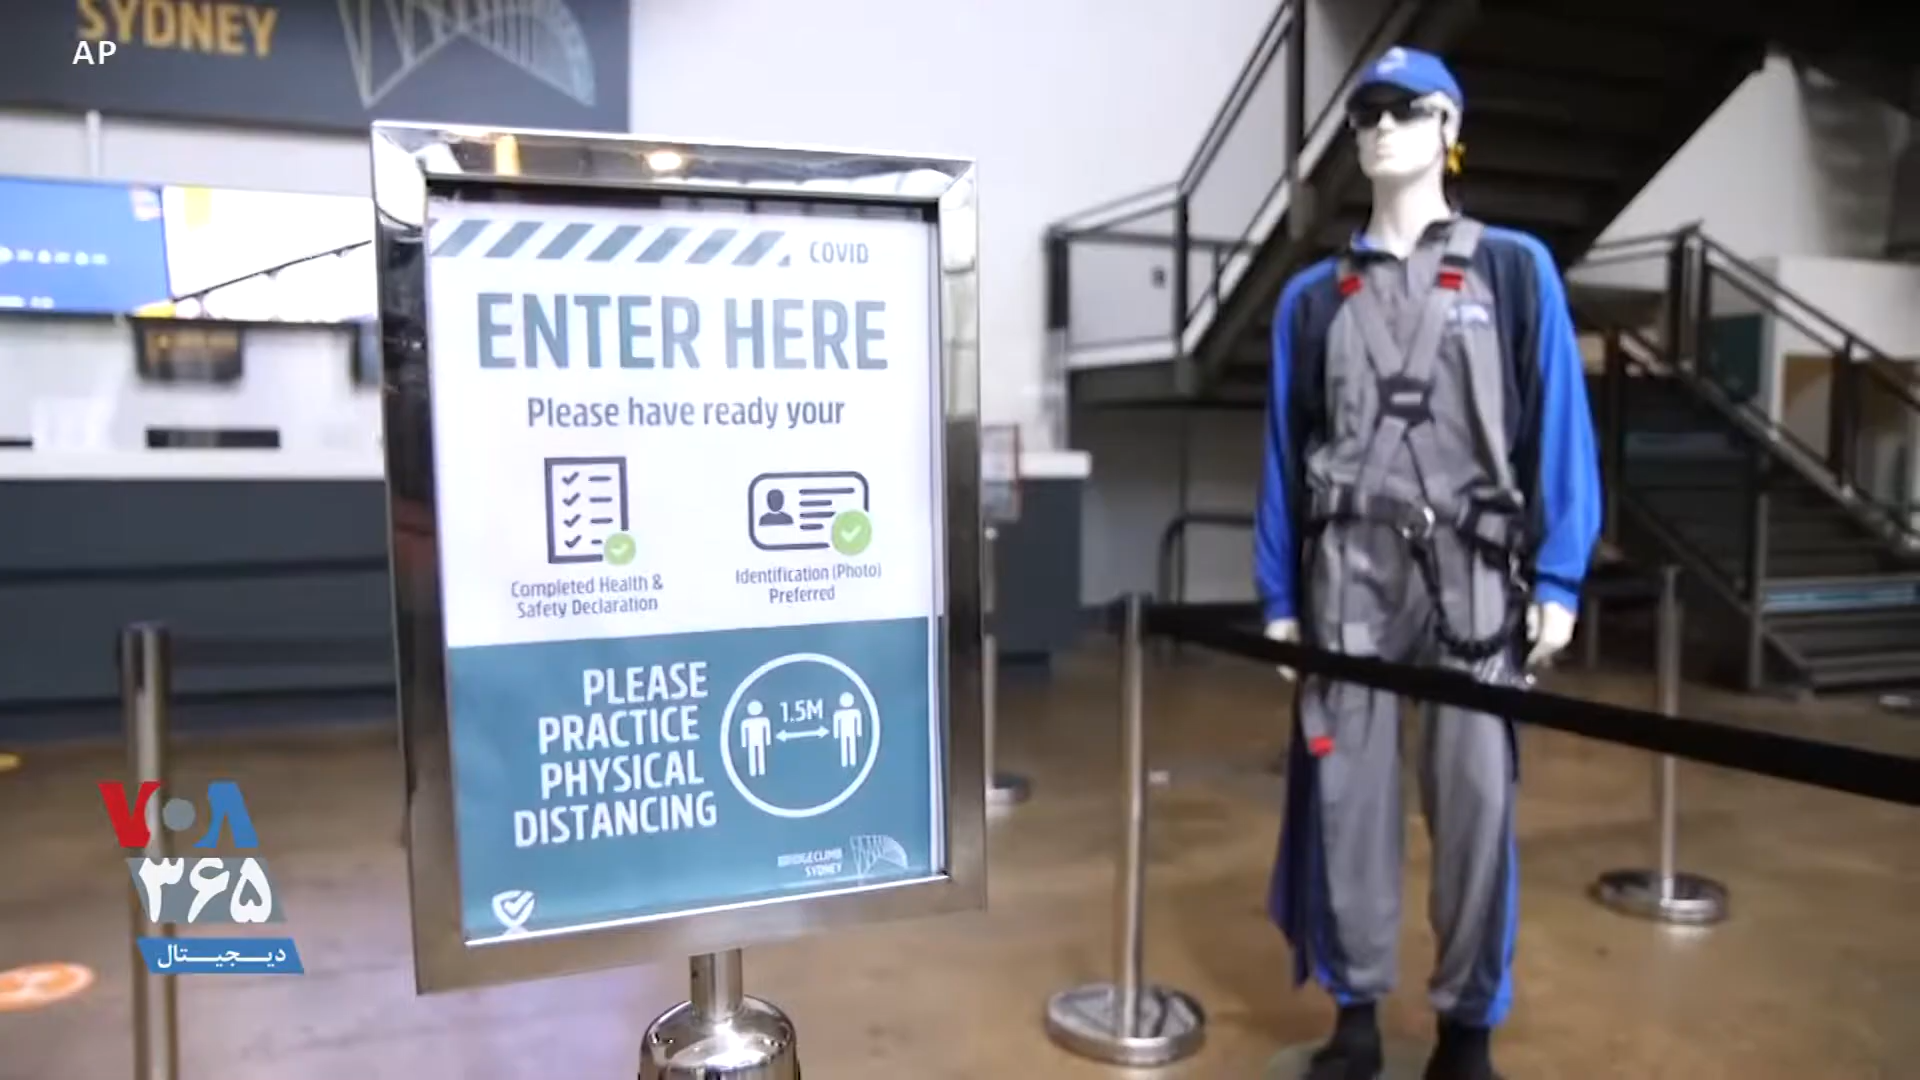 SYDNEY
AP
COVID
ENTER HERE
Please have ready your
Completed Health &
Safety Declaration
Identification (Photo)
Preferred
PLEASE
PRACTICE
PHYSICAL
DISTANCING
1.5M
BRIDGECLIMB
SYDNEY
VOA
۳۶۵
دیجیتال